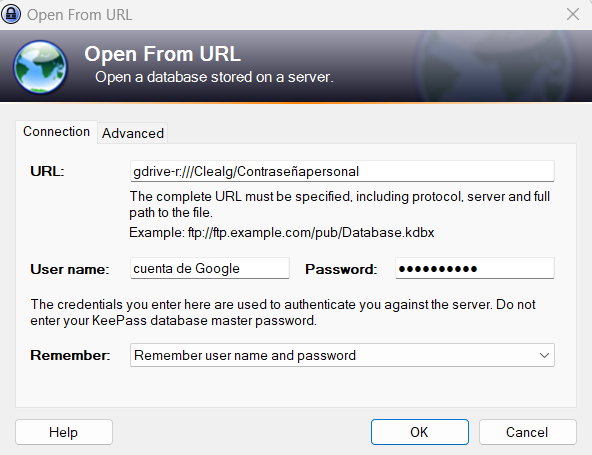 Open From URL
Open From URL
Open a database stored on a server.
Connection
Advanced
URL:
gdrive-r:///Clealg/Contraseñapersonal
The complete URL must be specified, including protocol, server and full
path to the file.
Example: ftp://ftp.example.com/pub/Database.kdbx
User name:
cuenta de Google
Password:
●●●●●●●●●●
The credentials you enter here are used to authenticate you against the server. Do not
enter your KeePass database master password.
Remember:
Remember user name and password
Help
OK
Cancel